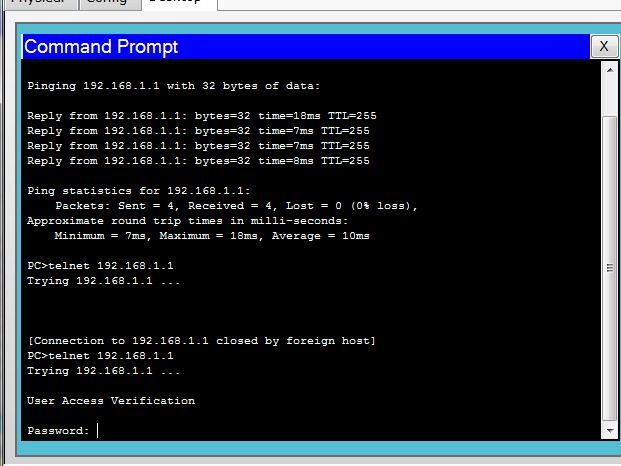 Physical Config Desktop
Command Prompt
X
Pinging 192.168.1.1 with 32 bytes of data:
Reply from 192.168.1.1: bytes=32 time=18ms TTL=255
Reply from 192.168.1.1: bytes=32 time=7ms TTL=255
Reply from 192.168.1.1: bytes=32 time=7ms TTL=255
Reply from 192.168.1.1: bytes=32 time=8ms TTL=255
Ping statistics for 192.168.1.1:
Packets: Sent = 4, Received = 4, Lost = 0 (0% loss),
Approximate round trip times in milli-seconds:
Minimum = 7ms, Maximum = 18ms, Average = 10ms
PC>telnet 192.168.1.1
Trying 192.168.1.1 ...
[Connection to 192.168.1.1 closed by foreign host]
PC>telnet 192.168.1.1
Trying 192.168.1.1 ...
User Access Verification
Password: